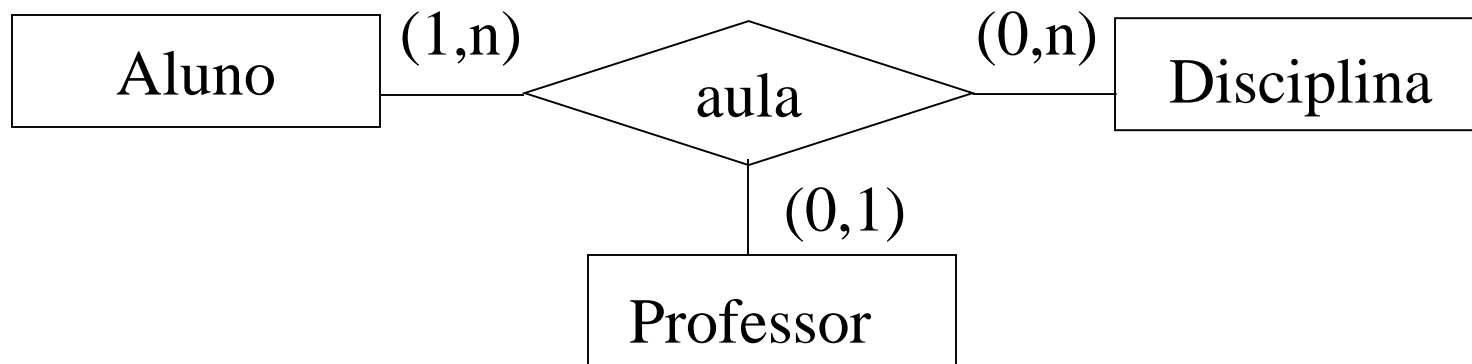 (1,n)
(0,n)
Aluno
aula
Disciplina
(0,1)
Professor